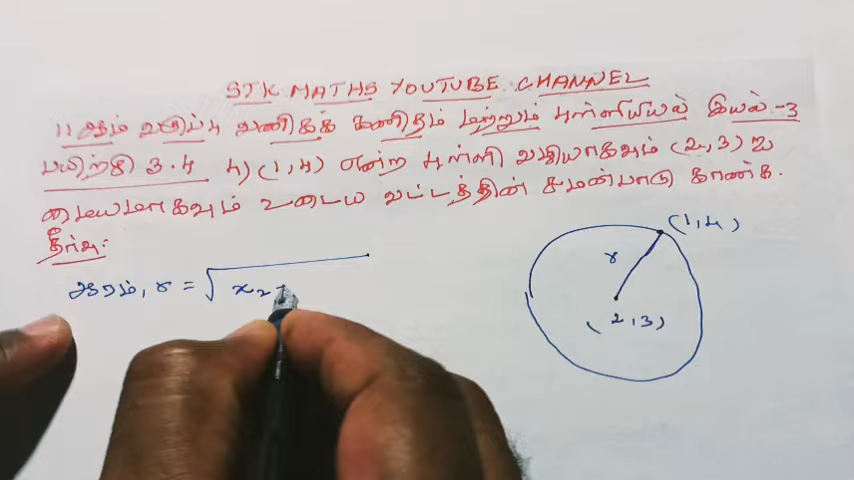 STK MATHS YOUTUBE CHANNEL
11 ஆம் வகுப்பு வணிகக் கணிதம் மற்றும் புள்ளியியல் இயல் -3
பயிற்சி 3.4 4) (1,4) என்ற புள்ளி வழியாகவும் (2,3) ஐ
மையமாகவும் உடைய வட்டத்தின் சமன்பாடு காண்க.
தீர்வு:
(1,4)
r
ஆரம், r = √ x₂ -
(2,3)